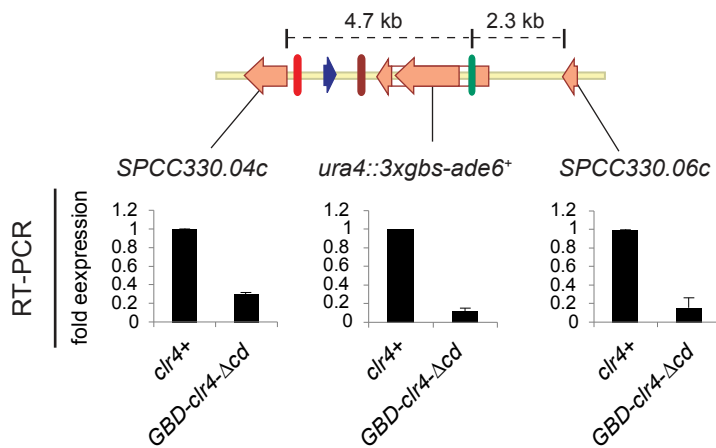 4.7 kb 2.3 kb
SPCC330.04c ura4::3xgbs-ade6⁺ SPCC330.06c
RT-PCR
fold eexpression
1.2
1
0.8
0.6
0.4
0.2
0
clr4+
GBD-clr4-Δcd
1.2
1
0.8
0.6
0.4
0.2
0
clr4+
GBD-clr4-Δcd
1.2
1
0.8
0.6
0.4
0.2
0
clr4+
GBD-clr4-Δcd